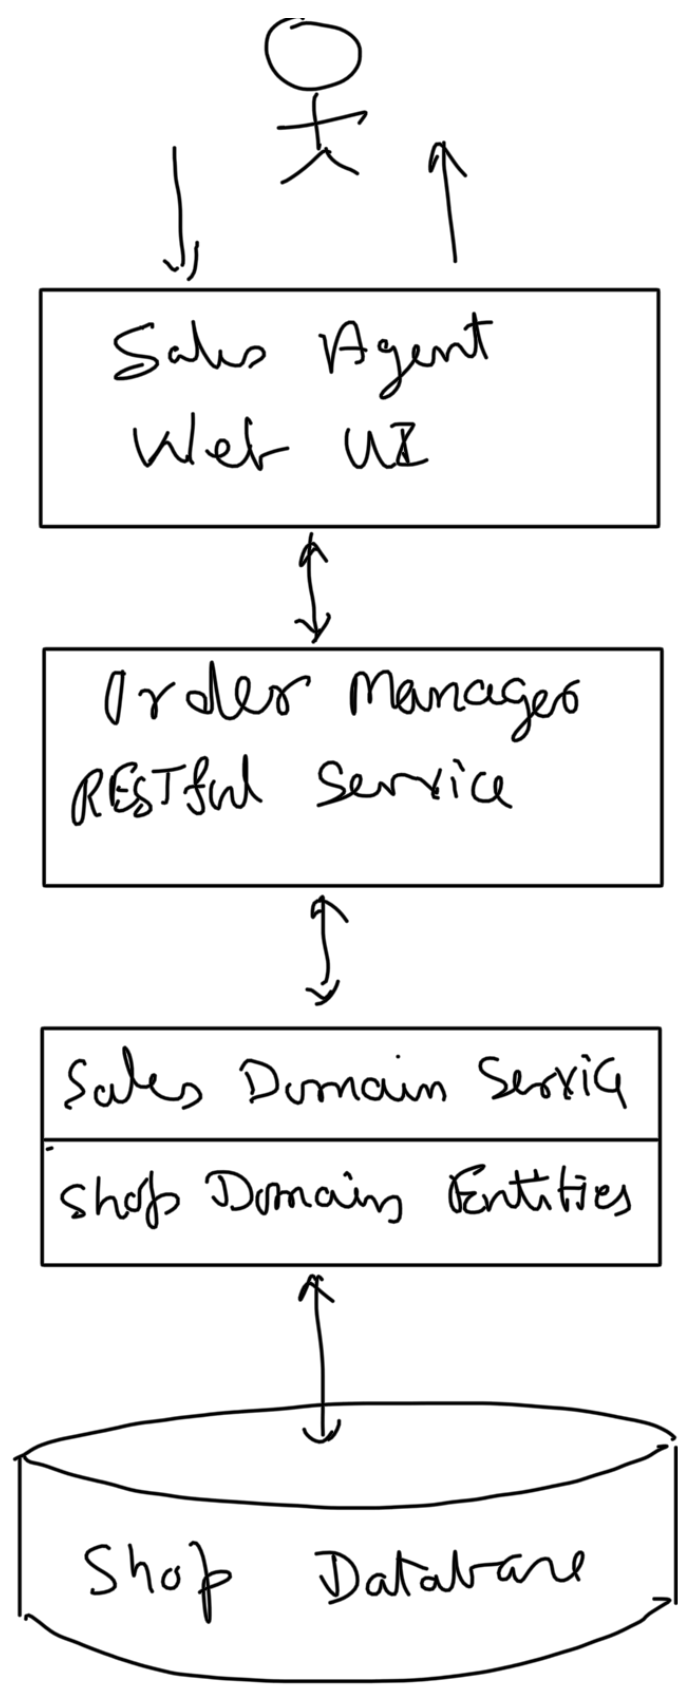 Sales Agent
Web UI
Order Manager
RESTful Service
Sales Domain Service
Shop Domain Entities
Shop Database